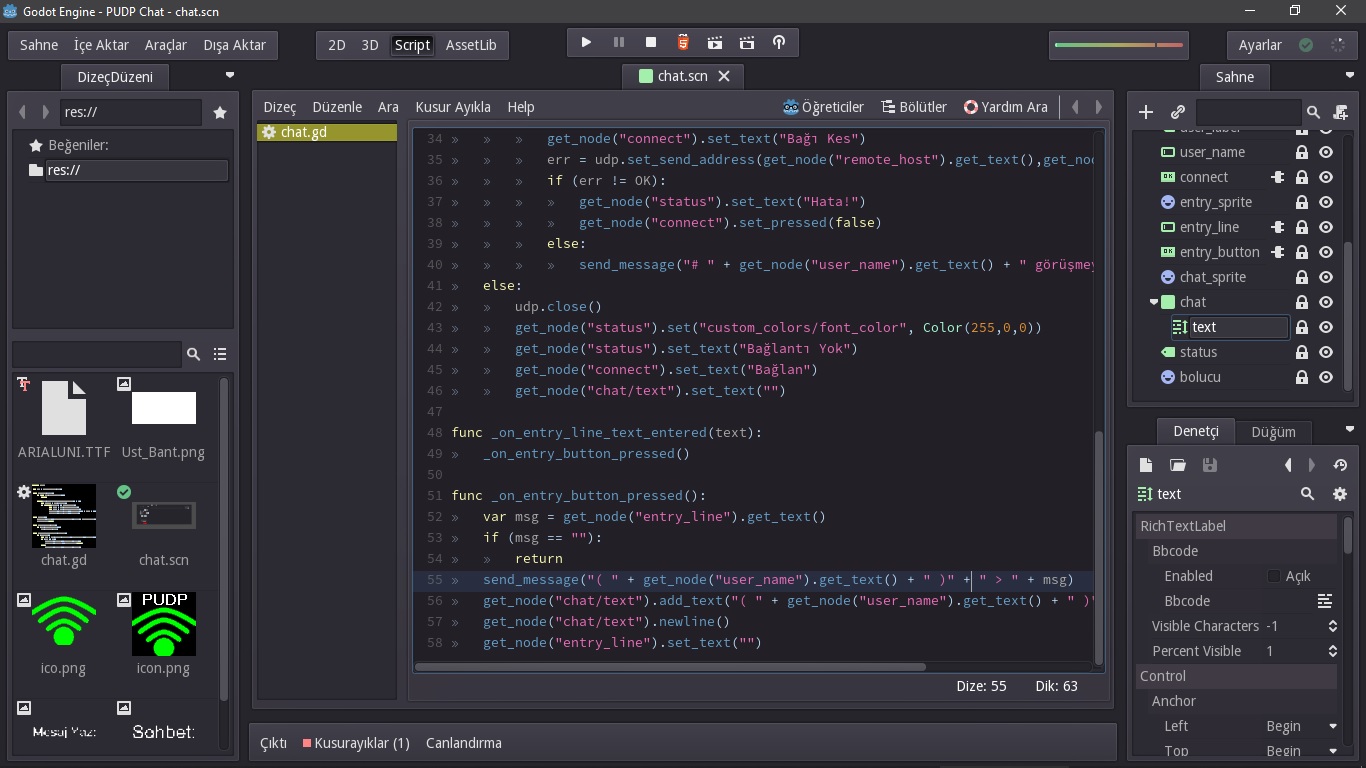 Godot Engine - PUDP Chat - chat.scn
Sahne İçe Aktar Araçlar Dışa Aktar
2D 3D Script AssetLib
Ayarlar
DizeçDüzeni
chat.scn
Sahne
res://
Beğeniler:
res://
ARIALUNI.TTF Ust_Bant.png
chat.gd chat.scn
PUDP
ico.png icon.png
Mesaj Yaz: Sohbet:
Dizeç Düzenle Ara Kusur Ayıkla Help
Öğreticiler Bölütler Yardım Ara
chat.gd
34 » » » get_node("connect").set_text("Bağı Kes")
35 » » » err = udp.set_send_address(get_node("remote_host").get_text(),get_no
36 » » » if (err != OK):
37 » » » » get_node("status").set_text("Hata!")
38 » » » » get_node("connect").set_pressed(false)
39 » » » else:
40 » » » » send_message("# " + get_node("user_name").get_text() + " görüşmey
41 » else:
42 » » udp.close()
43 » » get_node("status").set("custom_colors/font_color", Color(255,0,0))
44 » » get_node("status").set_text("Bağlantı Yok")
45 » » get_node("connect").set_text("Bağlan")
46 » » get_node("chat/text").set_text("")
47
48 func _on_entry_line_text_entered(text):
49 » _on_entry_button_pressed()
50
51 func _on_entry_button_pressed():
52 » var msg = get_node("entry_line").get_text()
53 » if (msg == ""):
54 » » return
55 » send_message("( " + get_node("user_name").get_text() + " )" + " > " + msg)
56 » get_node("chat/text").add_text("( " + get_node("user_name").get_text() + " )"
57 » get_node("chat/text").newline()
58 » get_node("entry_line").set_text("")
Dize: 55 Dik: 63
Çıktı Kusurayıklar (1) Canlandırma
user_label
user_name
OK connect
entry_sprite
entry_line
OK entry_button
chat_sprite
chat
text
status
bolucu
Denetçi Düğüm
text
RichTextLabel
Bbcode
Enabled Açık
Bbcode
Visible Characters -1
Percent Visible 1
Control
Anchor
Left Begin
Top Begin